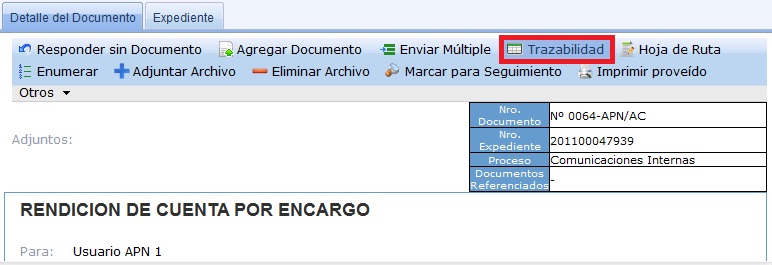 Detalle del Documento Expediente
Responder sin Documento Agregar Documento Enviar Múltiple Trazabilidad Hoja de Ruta
Enumerar Adjuntar Archivo Eliminar Archivo Marcar para Seguimiento Imprimir proveído
Otros
Adjuntos:
Nro. Documento Nº 0064-APN/AC
Nro. Expediente 201100047939
Proceso Comunicaciones Internas
Documentos Referenciados -
RENDICION DE CUENTA POR ENCARGO
Para: Usuario APN 1